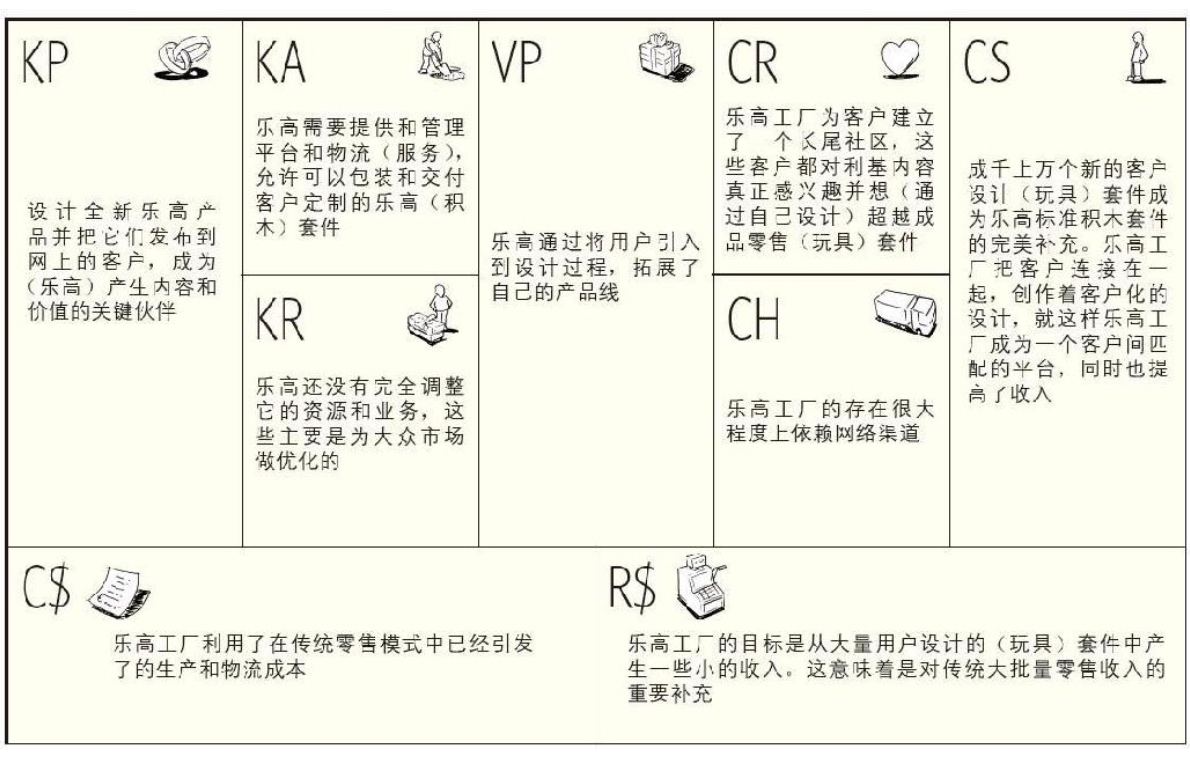 KP
设计全新乐高产
品并把它们发布到
网上的客户，成为
（乐高）产生内容和
价值的关键伙伴
KA
乐高需要提供和管理
平台和物流（服务），
允许可以包装和交付
客户定制的乐高（积
木）套件
KR
乐高还没有完全调整
它的资源和业务，这
些主要是为大众市场
做优化的
VP
乐高通过将用户引入
到设计过程，拓展了
自己的产品线
CR
乐高工厂为客户建立
了 个长尾社区，这
些客户都对利基内容
真正感兴趣并想（通
过自己设计）超越成
品零售（玩具）套件
CH
乐高工厂的存在很大
程度上依赖网络渠道
CS
成千上万个新的客户
设计（玩具）套件成
为乐高标准积木套件
的完美补充。乐高工
厂把客户连接在一
起，创作着客户化的
设计，就这样乐高工
厂成为一个客户间匹
配的平台，同时也提
高了收入
C$
乐高工厂利用了在传统零售模式中已经引发
了的生产和物流成本
R$
乐高工厂的目标是从大量用户设计的（玩具）套件中产
生一些小的收入。这意味着是对传统大批量零售收入的
重要补充